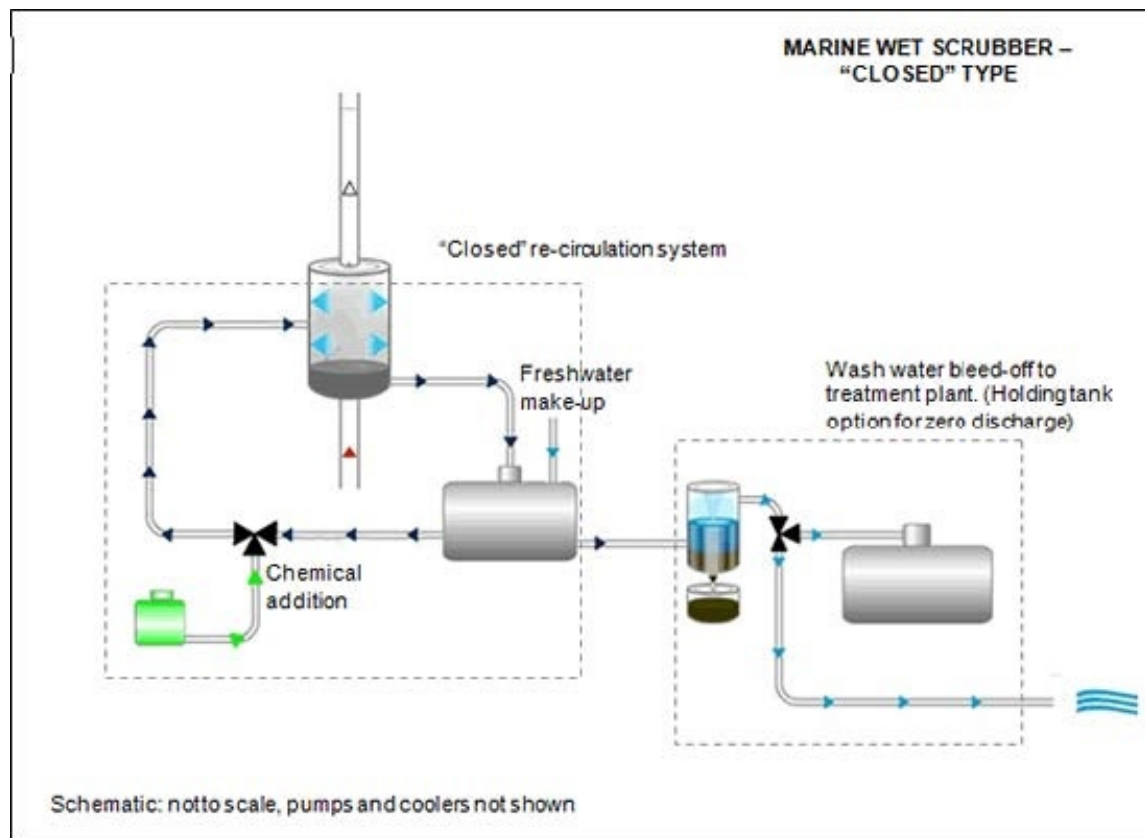 MARINE WET SCRUBBER –
“CLOSED” TYPE
“Closed” re-circulation system
Freshwater
make-up
Wash water bleed-off to
treatment plant. (Holding tank
option for zero discharge)
Chemical
addition
Schematic: not to scale, pumps and coolers not shown